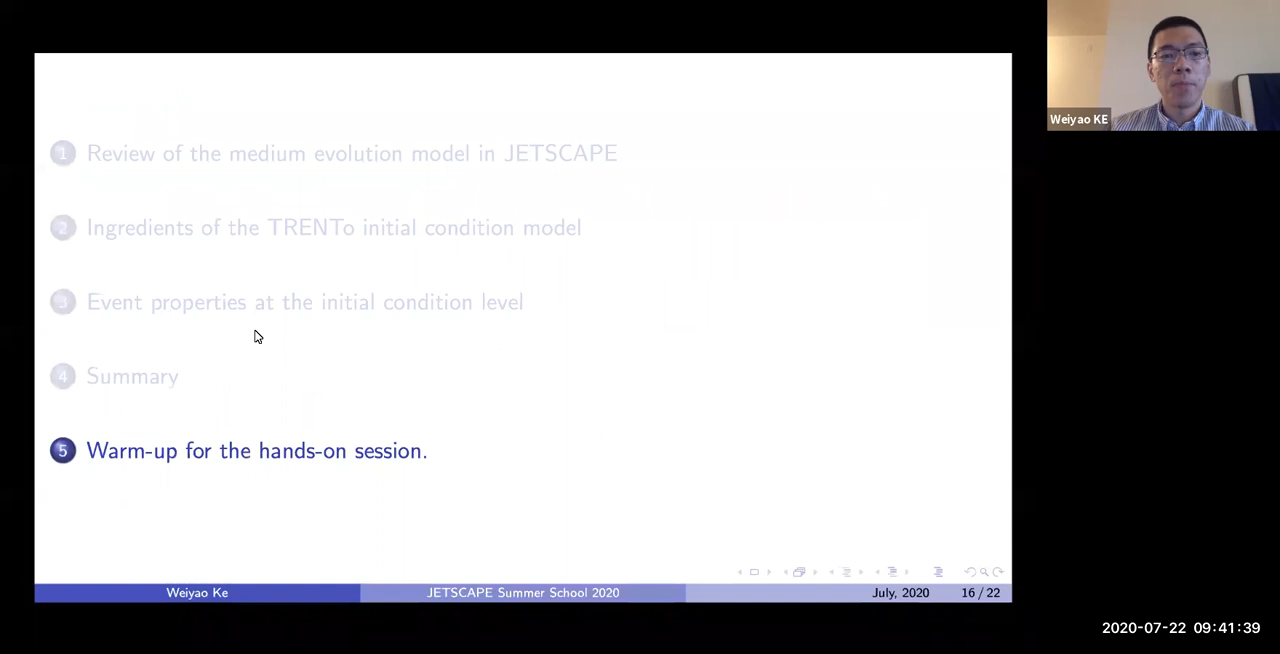 Weiyao KE
1 Review of the medium evolution model in JETSCAPE
2 Ingredients of the TRENTo initial condition model
3 Event properties at the initial condition level
4 Summary
5 Warm-up for the hands-on session.
Weiyao Ke JETSCAPE Summer School 2020 July, 2020 16 / 22
2020-07-22 09:41:39